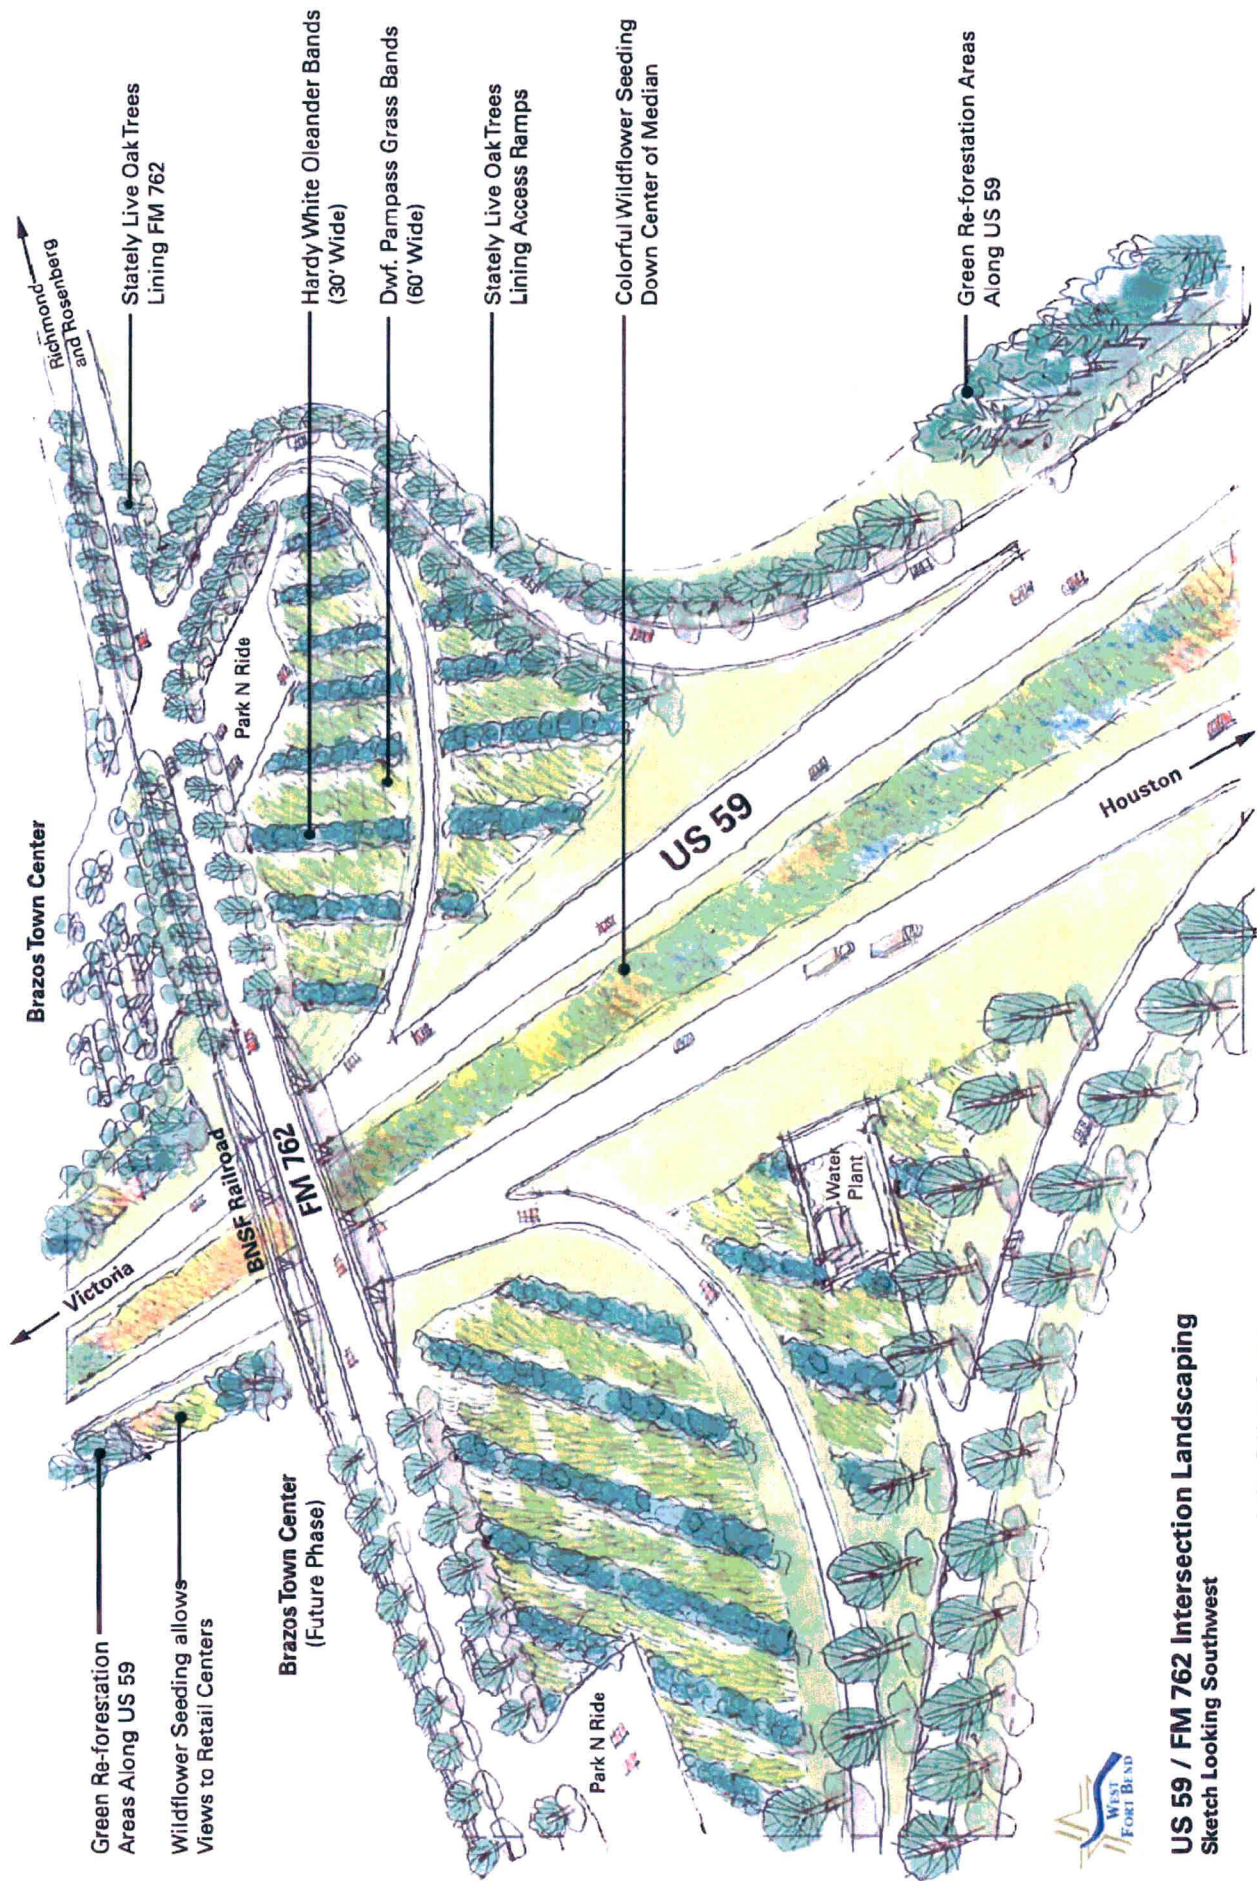 Green Re-forestation
Areas Along US 59
Wildflower Seeding allows
Views to Retail Centers
Brazos Town Center
(Future Phase)
Victoria
BNSF Railroad
FM 762
Brazos Town Center
Richmond
and Rosenberg
Stately Live Oak Trees
Lining FM 762
Hardy White Oleander Bands
(30' Wide)
Dwf. Pampass Grass Bands
(60' Wide)
Stately Live Oak Trees
Lining Access Ramps
Colorful Wildflower Seeding
Down Center of Median
Green Re-forestation Areas
Along US 59
Park N Ride
US 59
Houston
Water
Plant
Park N Ride
WEST
FORT BEND
US 59 / FM 762 Intersection Landscaping
Sketch Looking Southwest